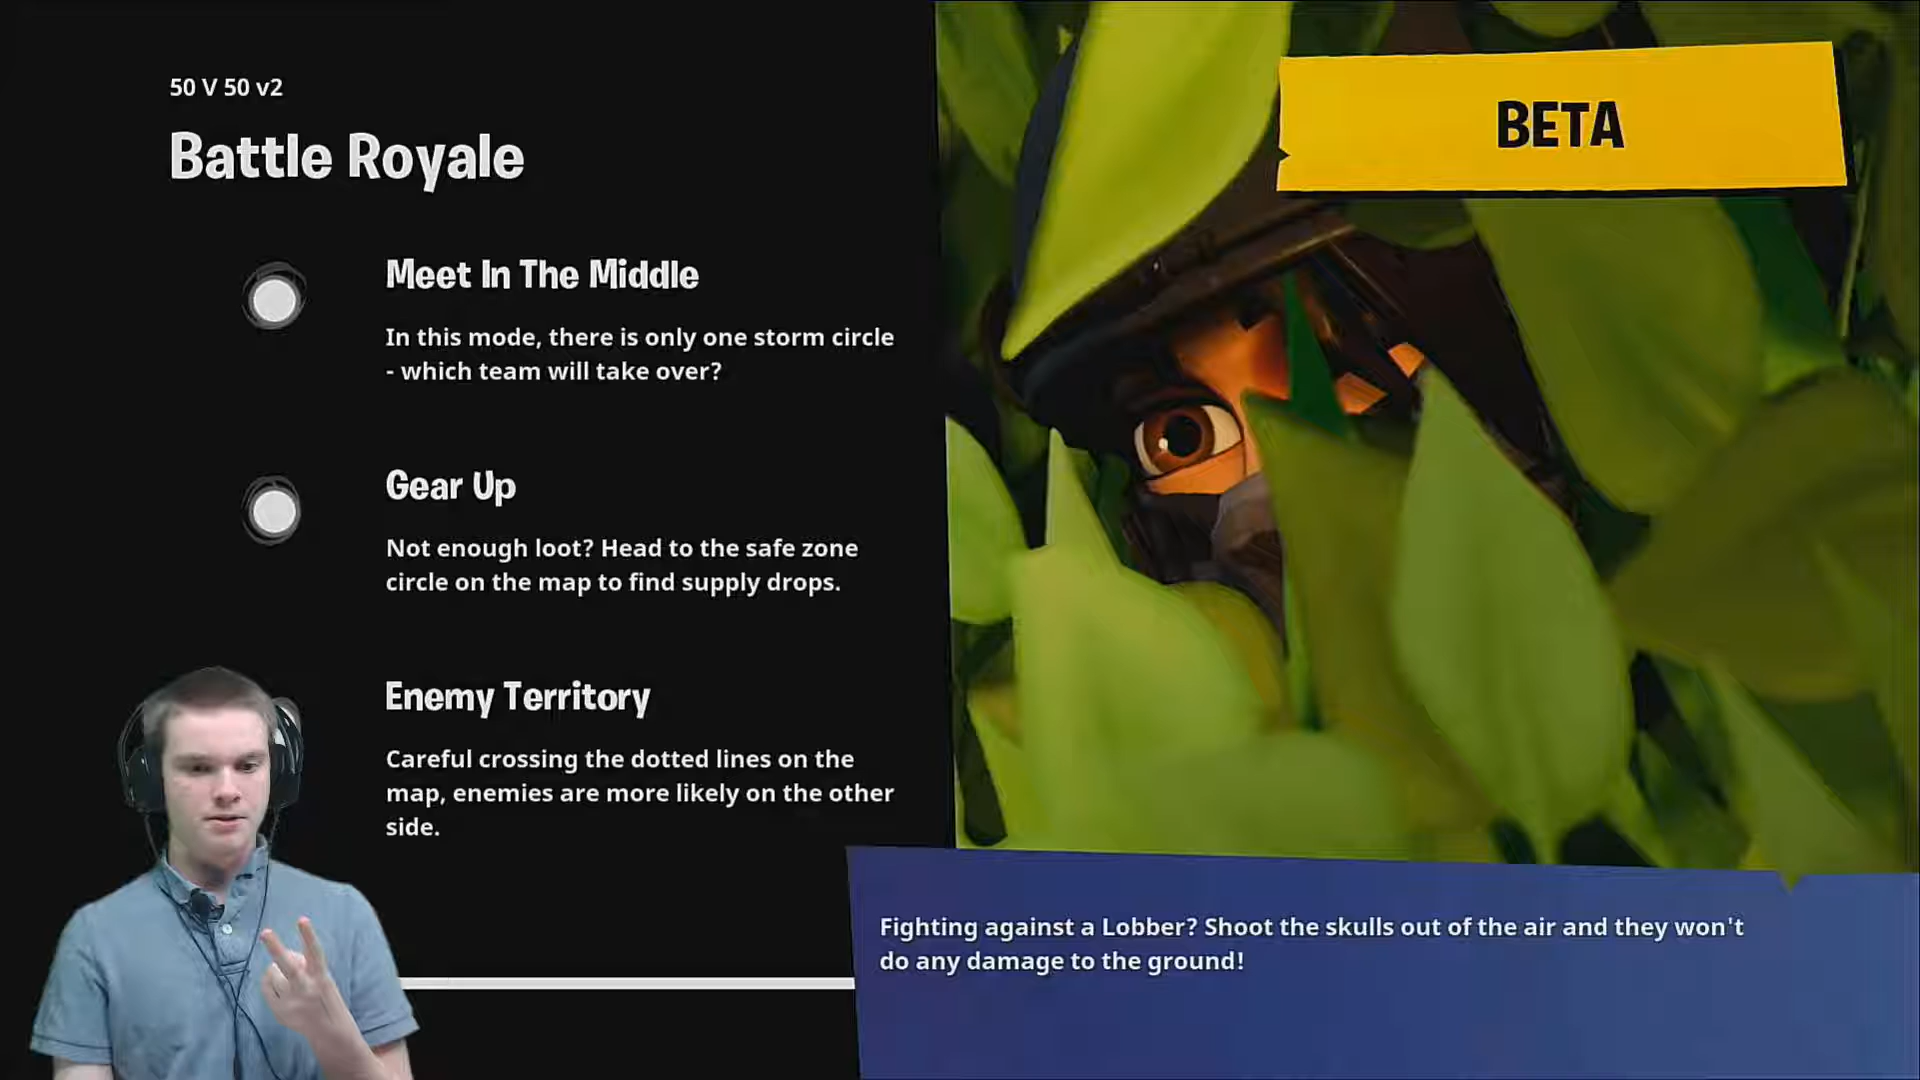 50 V 50 v2
Battle Royale
Meet In The Middle
In this mode, there is only one storm circle
- which team will take over?
Gear Up
Not enough loot? Head to the safe zone
circle on the map to find supply drops.
Enemy Territory
Careful crossing the dotted lines on the
map, enemies are more likely on the other
side.
BETA
Fighting against a Lobber? Shoot the skulls out of the air and they won't
do any damage to the ground!